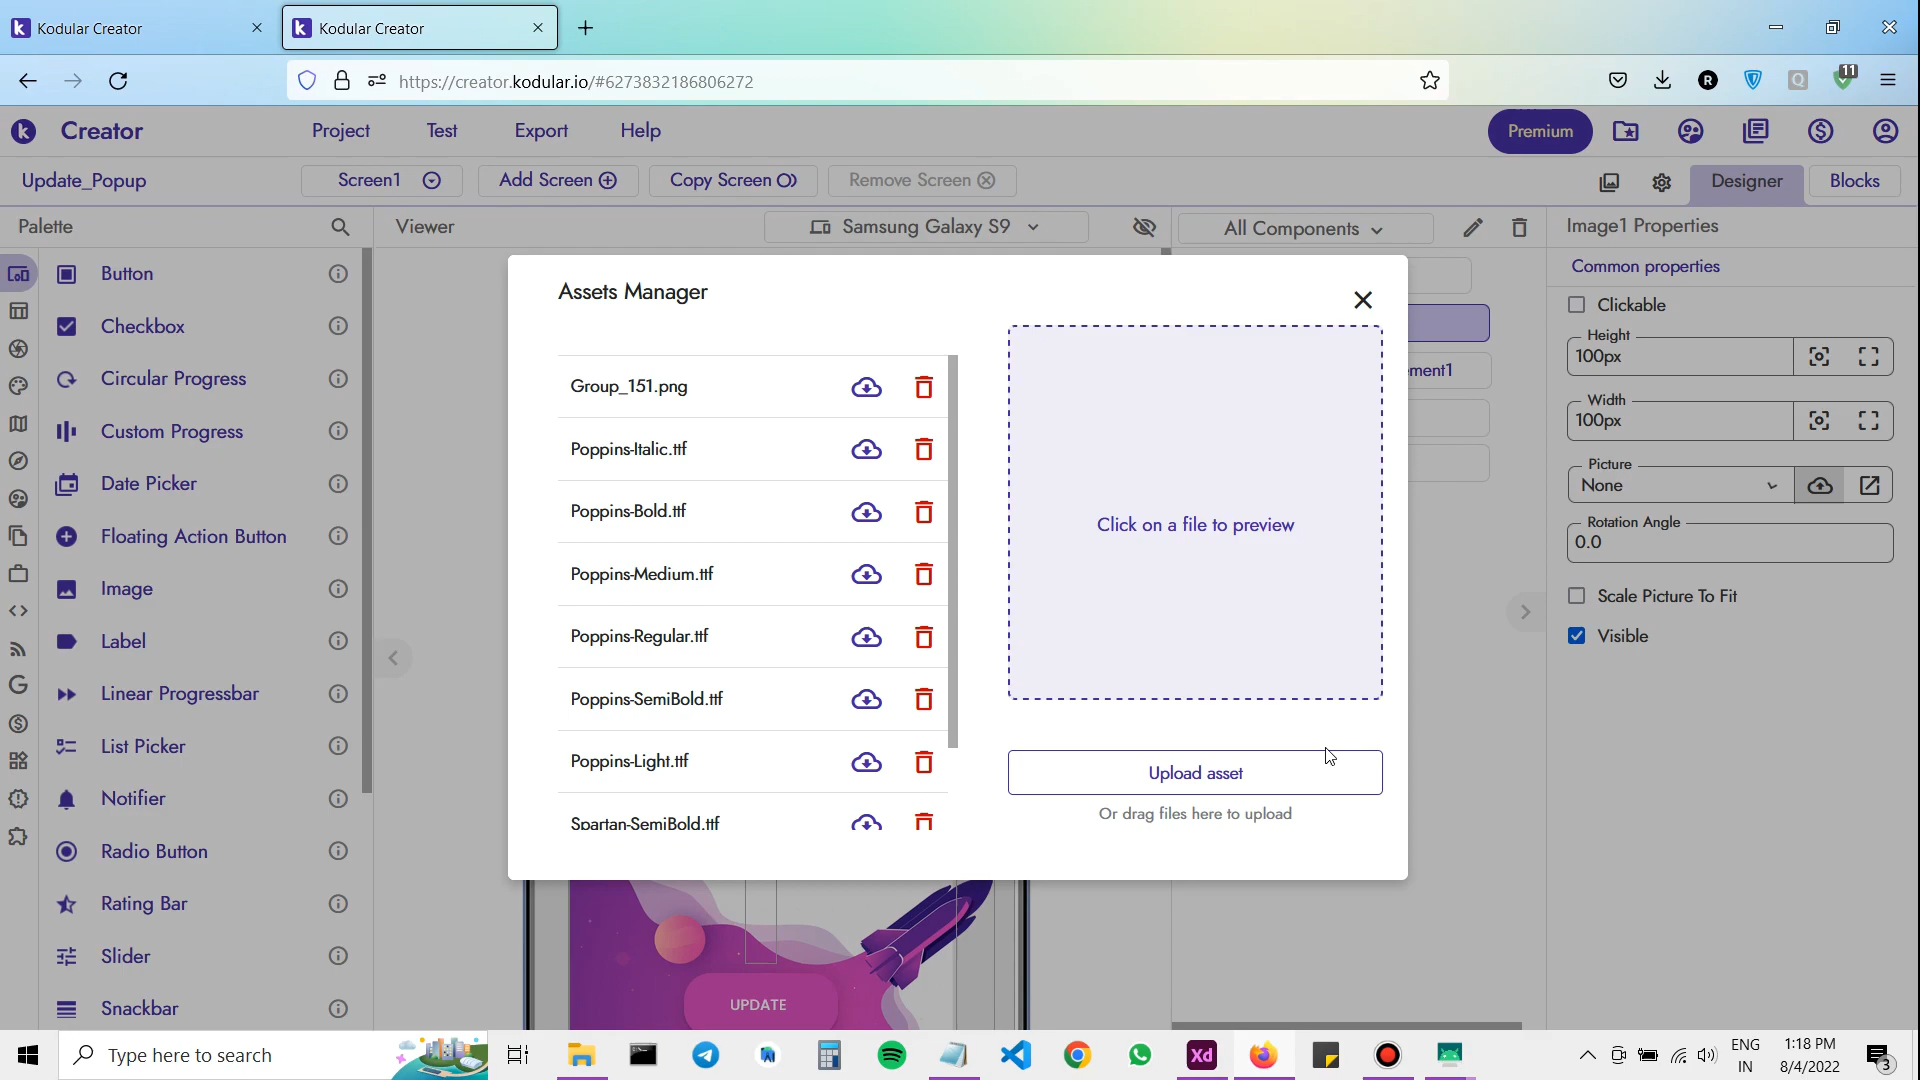 Kodular Creator
Kodular Creator
https://creator.kodular.io/#6273832186806272
11
Creator
Project
Test
Export
Help
Premium
Update_Popup
Screen1
Add Screen
Copy Screen
Remove Screen
Designer
Blocks
Palette
Viewer
Samsung Galaxy S9
All Components
Image1 Properties
Button
Checkbox
Circular Progress
Custom Progress
Date Picker
Floating Action Button
Image
Label
Linear Progressbar
List Picker
Notifier
Radio Button
Rating Bar
Slider
Snackbar
Assets Manager
Group_151.png
Poppins-Italic.ttf
Poppins-Bold.ttf
Poppins-Medium.ttf
Poppins-Regular.ttf
Poppins-SemiBold.ttf
Poppins-Light.ttf
Spartan-SemiBold.ttf
Click on a file to preview
Upload asset
Or drag files here to upload
ment1
Common properties
Clickable
Height
100px
Width
100px
Picture
None
Rotation Angle
0.0
Scale Picture To Fit
Visible
UPDATE
Type here to search
Xd
ENG
IN
1:18 PM
8/4/2022
3